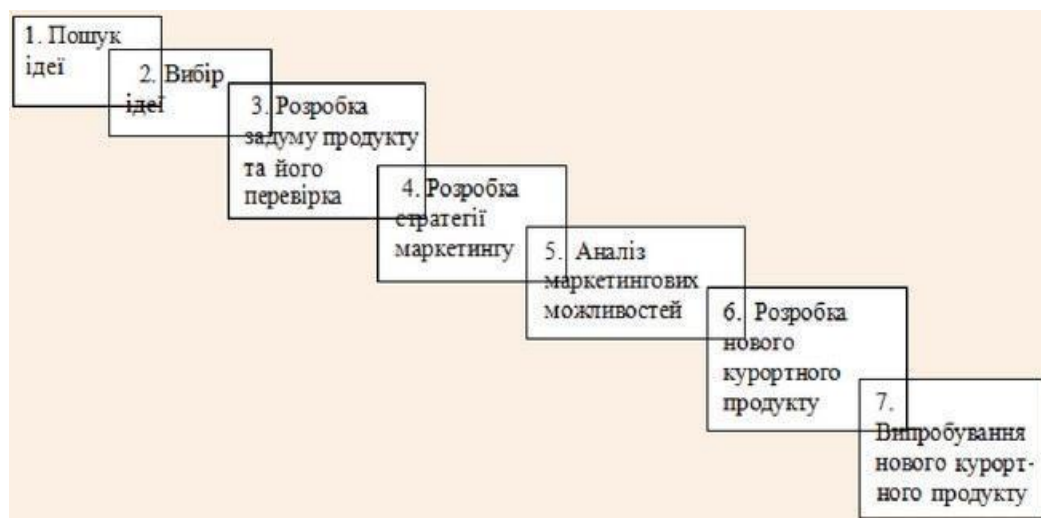 1. Пошук
ідеї
2. Вибір
ідеї
3. Розробка
задуму продукту
та його
перевірка
4. Розробка
стратегії
маркетингу
5. Аналіз
маркетингових
можливостей
6. Розробка
нового
курортного
продукту
7.
Випробування
нового курорт-
ного продукту